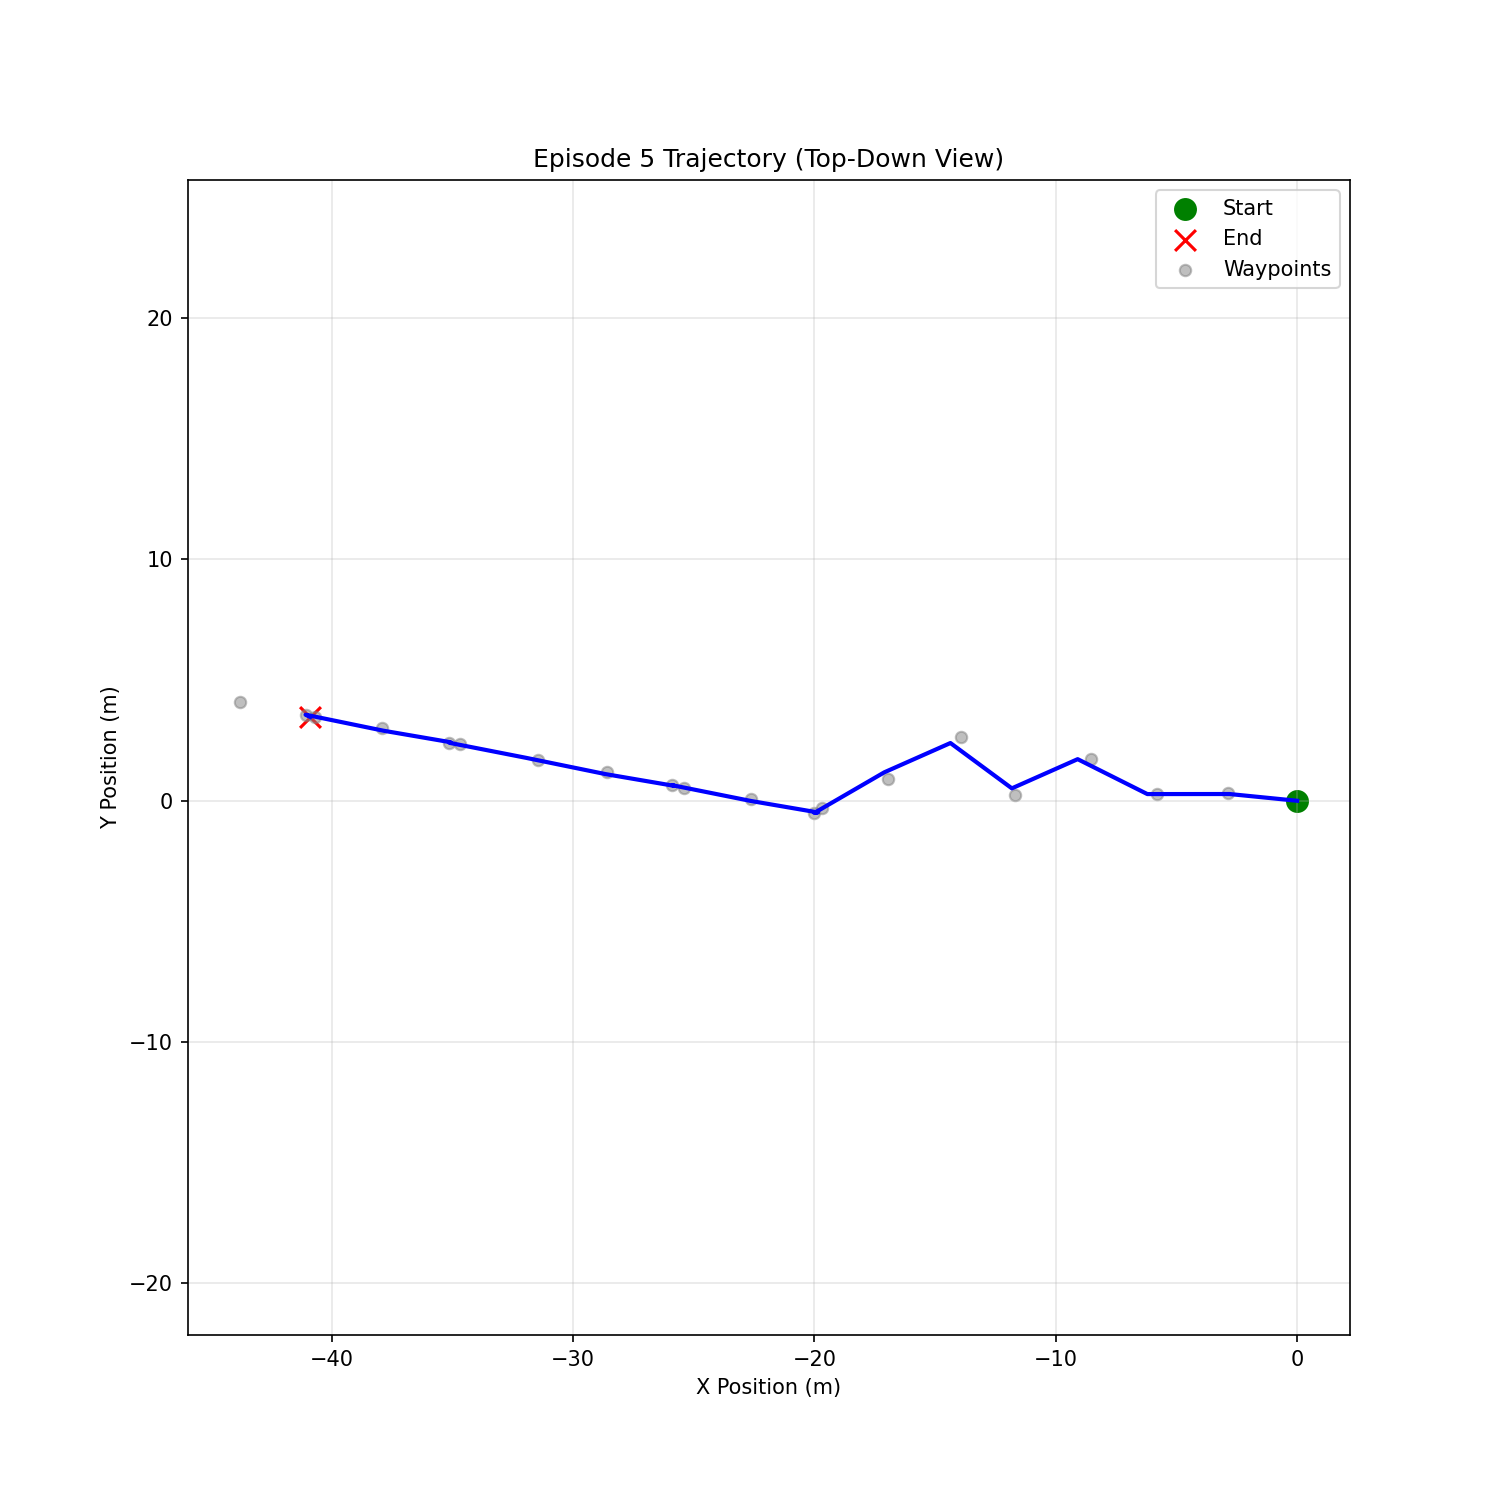 Episode 5 Trajectory (Top-Down View)
Start
End
Waypoints
20
10
0
−10
−20
Y Position (m)
−40
−30
−20
−10
0
X Position (m)